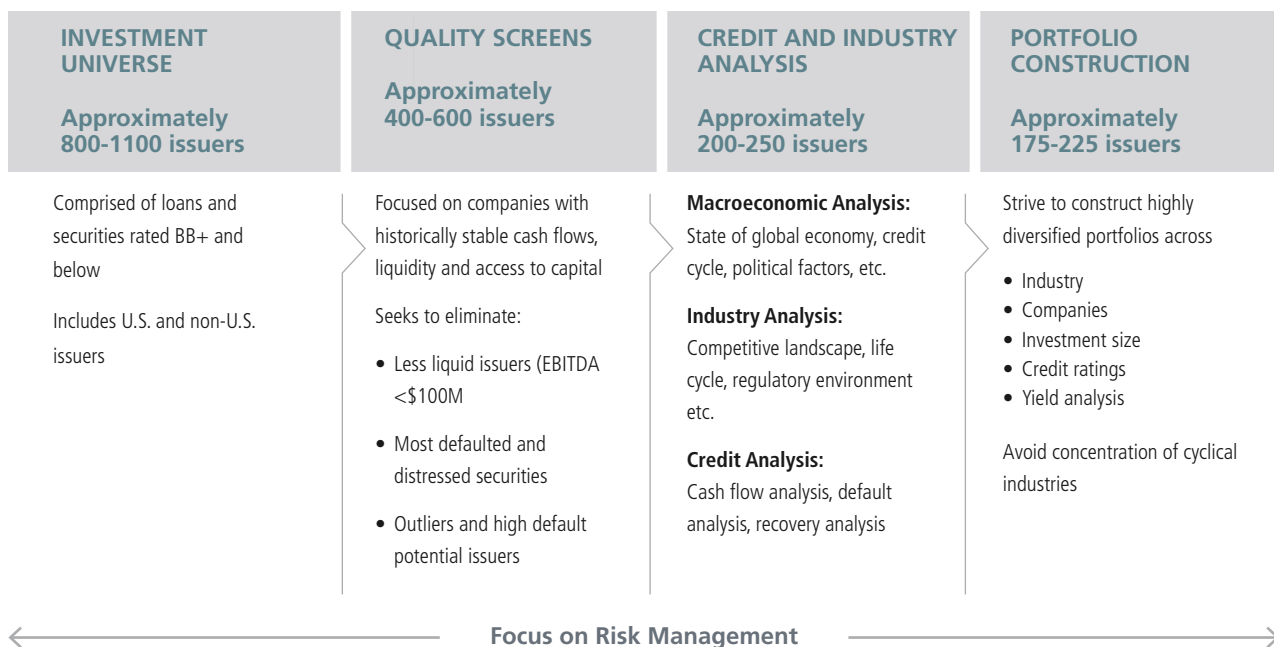 INVESTMENT
UNIVERSE
Approximately
800-1100 issuers
Comprised of loans and
securities rated BB+ and
below
Includes U.S. and non-U.S.
issuers
QUALITY SCREENS
Approximately
400-600 issuers
Focused on companies with
historically stable cash flows,
liquidity and access to capital
Seeks to eliminate:
• Less liquid issuers (EBITDA
<$100M
• Most defaulted and
distressed securities
• Outliers and high default
potential issuers
CREDIT AND INDUSTRY
ANALYSIS
Approximately
200-250 issuers
Macroeconomic Analysis:
State of global economy, credit
cycle, political factors, etc.
Industry Analysis:
Competitive landscape, life
cycle, regulatory environment
etc.
Credit Analysis:
Cash flow analysis, default
analysis, recovery analysis
PORTFOLIO
CONSTRUCTION
Approximately
175-225 issuers
Strive to construct highly
diversified portfolios across
• Industry
• Companies
• Investment size
• Credit ratings
• Yield analysis
Avoid concentration of cyclical
industries
Focus on Risk Management